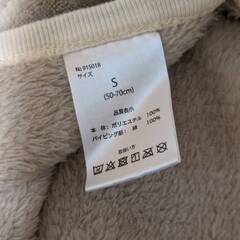 No.915018
サイズ
S
(50-70cm)
品質表示
本 体：ポリエステル 100%
パイピング部：綿 100%
取扱い方